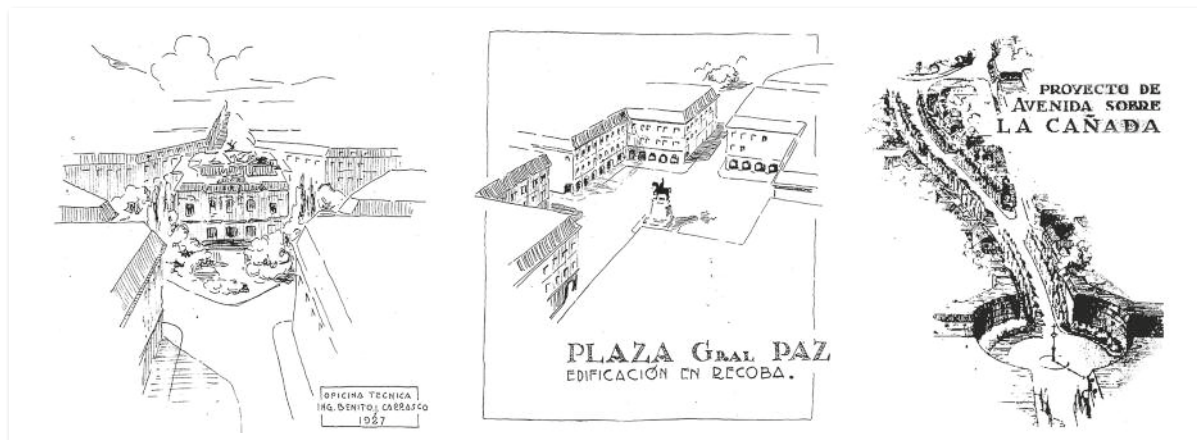 OFICINA TECNICA
ING. BENITO J. CARRASCO
1927
PLAZA GRAL PAZ
EDIFICACIÓN EN RECOBA.
PROYECTO DE
AVENIDA SOBRE
LA CAÑADA